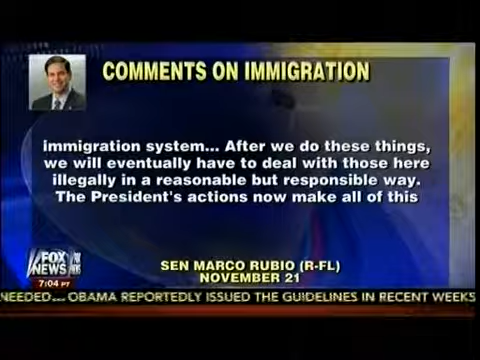 COMMENTS ON IMMIGRATION
immigration system... After we do these things,
we will eventually have to deal with those here
illegally in a reasonable but responsible way.
The President's actions now make all of this
SEN MARCO RUBIO (R-FL)
NOVEMBER 21
FOX
NEWS
7:04 PT
NEEDED... OBAMA REPORTEDLY ISSUED THE GUIDELINES IN RECENT WEEKS